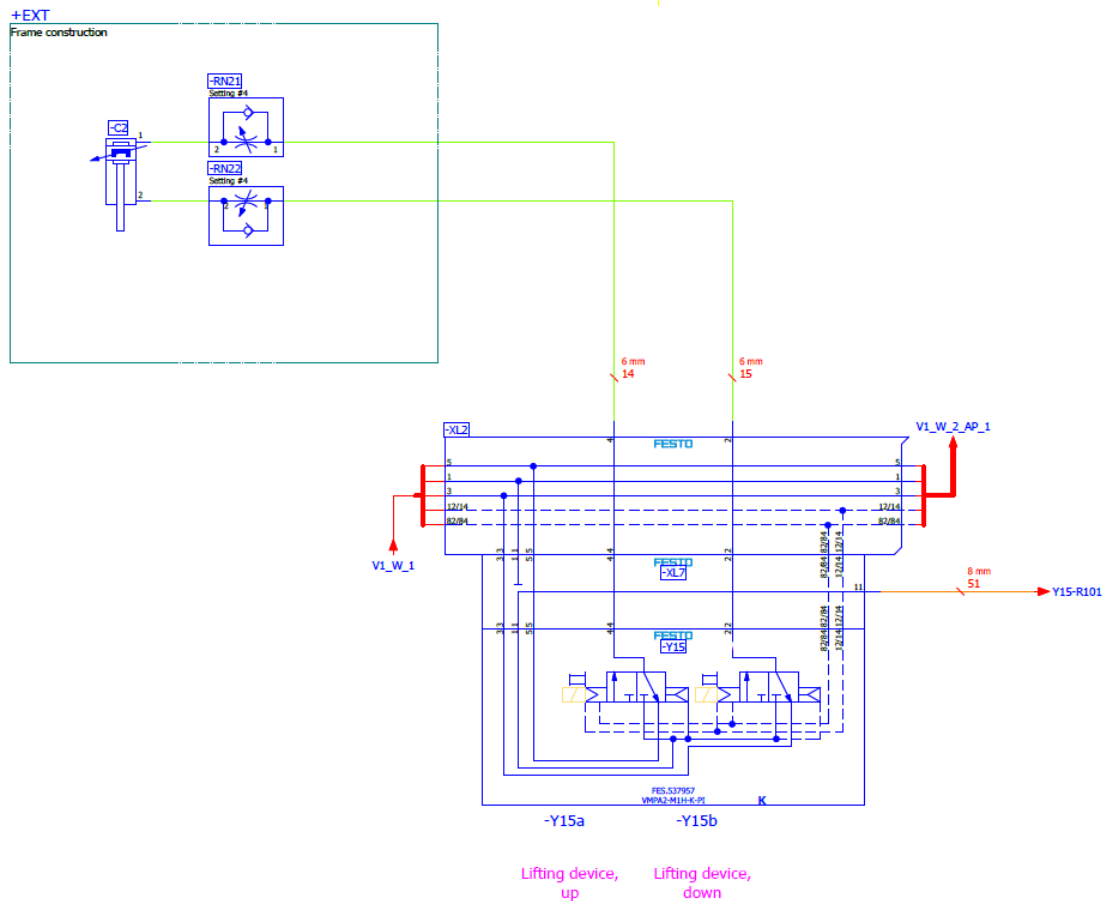 +EXT
Frame construction
-RN21
Setting #4
-C2
1
2
1
-RN22
Setting #4
2
2
1
6 mm
14
6 mm
15
-XL2
4
FESTO
2
V1_W_2_AP_1
5
5
1
1
3
3
12/14
12/14
82/84
82/84
V1_W_1
3 3
1 1
5 5
4 4
FESTO
-XL7
2 2
82/84 82/84
12/14 12/14
11
8 mm
51
Y15-R101
3 3
1 1
5 5
4 4
FESTO
-Y15
2 2
82/84 82/84
12/14 12/14
FES.537957
VMPA2-M1H-K-PI
K
-Y15a
-Y15b
Lifting device,
up
Lifting device,
down